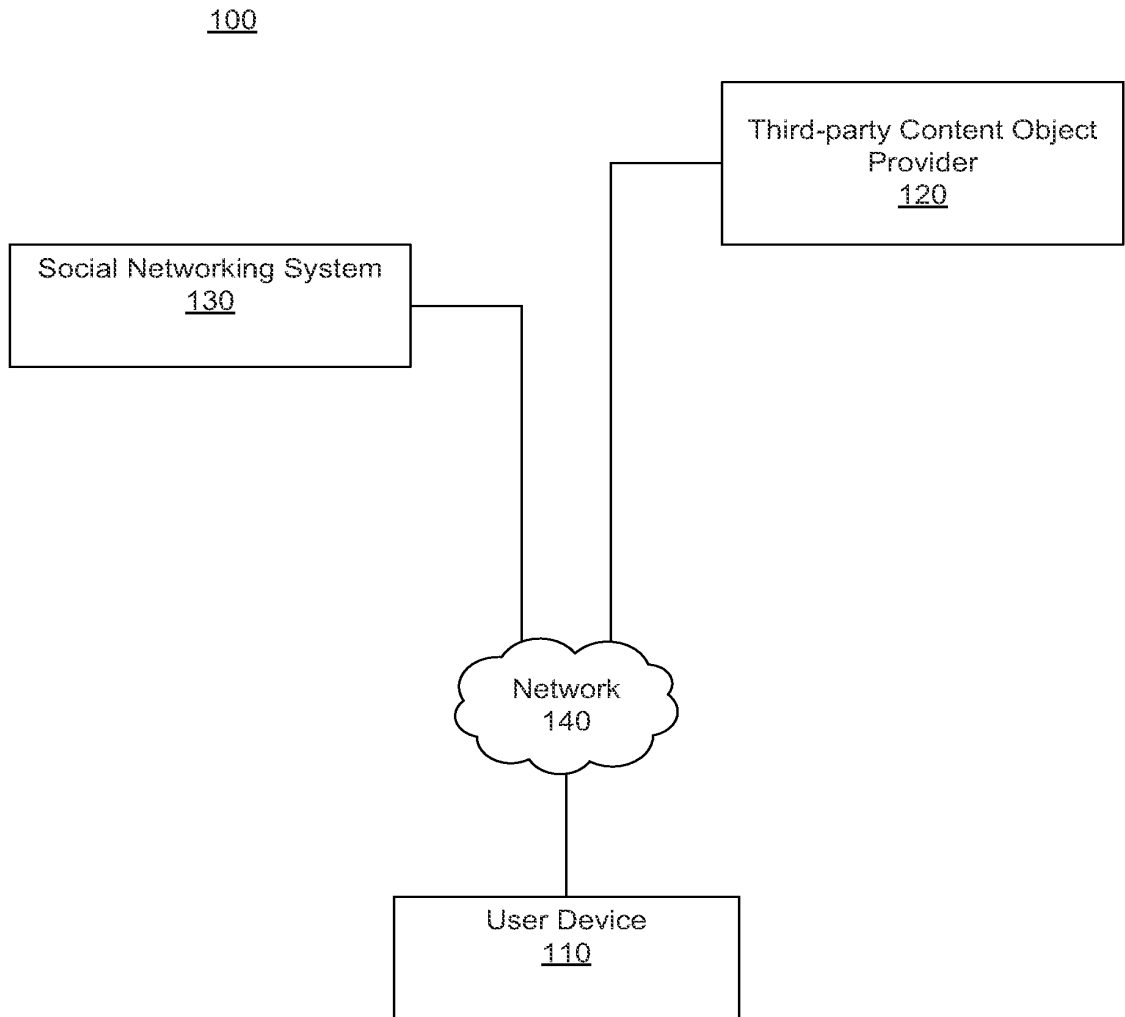 100
Third-party Content Object
Provider
120
Social Networking System
130
Network
140
User Device
110